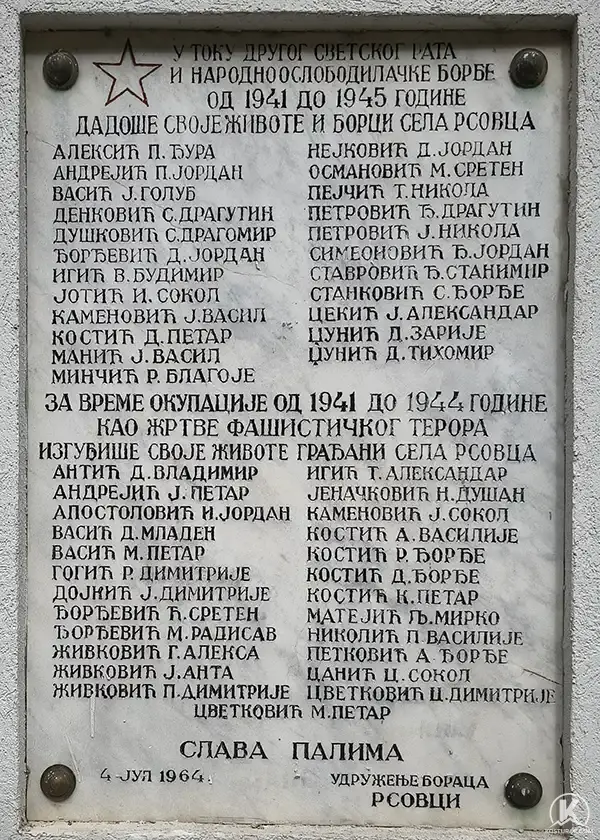 У ТОКУ ДРУГОГ СВЕТСКОГ РАТА
И НАРОДНООСЛОБОДИЛАЧКЕ БОРБЕ
ОД 1941 ДО 1945 ГОДИНЕ
ДАДОШЕ СВОЈЕ ЖИВОТЕ И БОРЦИ СЕЛА РСОВЦА
АЛЕКСИЋ П. ЂУРА
АНДРЕЈИЋ П. ЈОРДАН
ВАСИЋ Ј. ГОЛУБ
ДЕНКОВИЋ С. ДРАГУТИН
ДУШКОВИЋ С. ДРАГОМИР
ЂОРЂЕВИЋ Д. ЈОРДАН
ИГИЋ В. БУДИМИР
ЈОТИЋ И. СОКОЛ
КАМЕНОВИЋ Ј. ВАСИЛ
КОСТИЋ Д. ПЕТАР
МАНИЋ Ј. ВАСИЛ
МИНЧИЋ Р. БЛАГОЈЕ
НЕЈКОВИЋ Д. ЈОРДАН
ОСМАНОВИЋ М. СРЕТЕН
ПЕЈЧИЋ Т. НИКОЛА
ПЕТРОВИЋ Ђ. ДРАГУТИН
ПЕТРОВИЋ Ј. НИКОЛА
СИМЕОНОВИЋ Ђ. ЈОРДАН
СТАВРОВИЋ Ђ. СТАНИМИР
СТАНКОВИЋ С. ЂОРЂЕ
ЦЕКИЋ Ј. АЛЕКСАНДАР
ЏУНИЋ Д. ЗАРИЈЕ
ЏУНИЋ Д. ТИХОМИР
ЗА ВРЕМЕ ОКУПАЦИЈЕ ОД 1941 ДО 1944 ГОДИНЕ
КАО ЖРТВЕ ФАШИСТИЧКОГ ТЕРОРА
ИЗГУБИШЕ СВОЈЕ ЖИВОТЕ ГРАЂАНИ СЕЛА РСОВЦА
АНТИЋ Д. ВЛАДИМИР
АНДРЕЈИЋ Ј. ПЕТАР
АПОСТОЛОВИЋ И. ЈОРДАН
ВАСИЋ Д. МЛАДЕН
ВАСИЋ М. ПЕТАР
ГОГИЋ Р. ДИМИТРИЈЕ
ДОЈНИЋ Ј. ДИМИТРИЈЕ
ЂОРЂЕВИЋ Ћ. СРЕТЕН
ЂОРЂЕВИЋ М. РАДИСАВ
ЖИВКОВИЋ Г. АЛЕКСА
ЖИВКОВИЋ Ј. АНТА
ЖИВКОВИЋ П. ДИМИТРИЈЕ
ИГИЋ Т. АЛЕКСАНДАР
ЈЕНАЧКОВИЋ Н. ДУШАН
КАМЕНОВИЋ Ј. СОКОЛ
КОСТИЋ А. ВАСИЛИЈЕ
КОСТИЋ Р. ЂОРЂЕ
КОСТИЋ Д. ЂОРЂЕ
КОСТИЋ К. ПЕТАР
МАТЕЈИЋ Љ. МИРКО
НИКОЛИЋ П. ВАСИЛИЈЕ
ПЕТКОВИЋ А. ЂОРЂЕ
ЦАНИЋ Ц. СОКОЛ
ЦВЕТКОВИЋ Ц. ДИМИТРИЈЕ
ЦВЕТКОВИЋ М. ПЕТАР
СЛАВА ПАЛИМА
4 - ЈУЛ 1964.
УДРУЖЕЊЕ БОРАЦА
РСОВЦИ